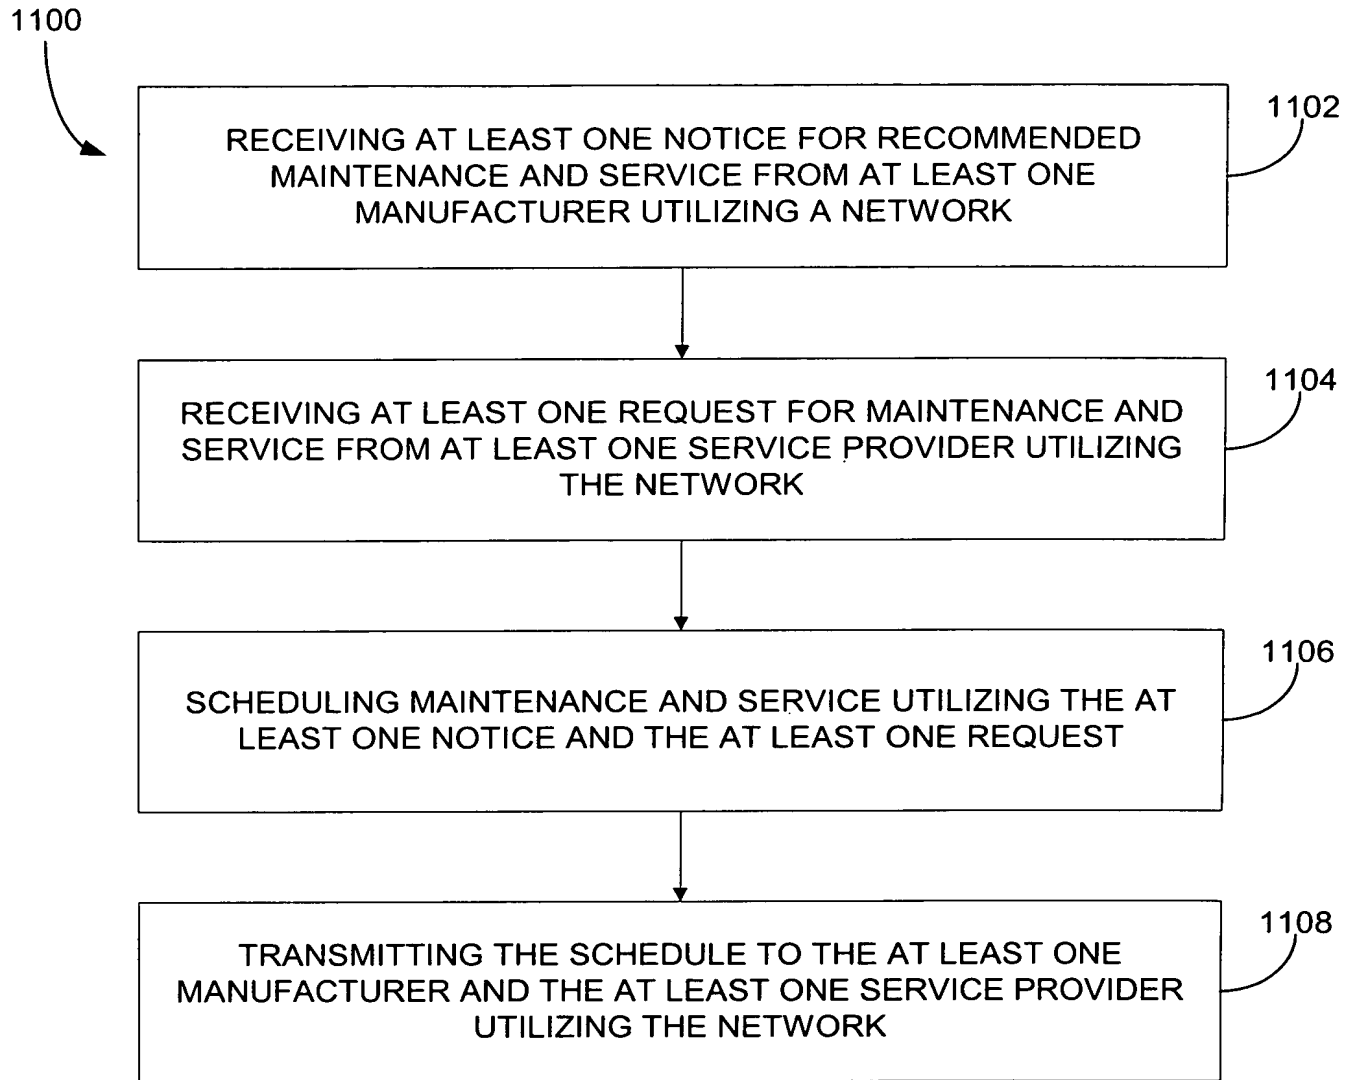 1100
1102
RECEIVING AT LEAST ONE NOTICE FOR RECOMMENDED
MAINTENANCE AND SERVICE FROM AT LEAST ONE
MANUFACTURER UTILIZING A NETWORK
1104
RECEIVING AT LEAST ONE REQUEST FOR MAINTENANCE AND
SERVICE FROM AT LEAST ONE SERVICE PROVIDER UTILIZING
THE NETWORK
1106
SCHEDULING MAINTENANCE AND SERVICE UTILIZING THE AT
LEAST ONE NOTICE AND THE AT LEAST ONE REQUEST
1108
TRANSMITTING THE SCHEDULE TO THE AT LEAST ONE
MANUFACTURER AND THE AT LEAST ONE SERVICE PROVIDER
UTILIZING THE NETWORK